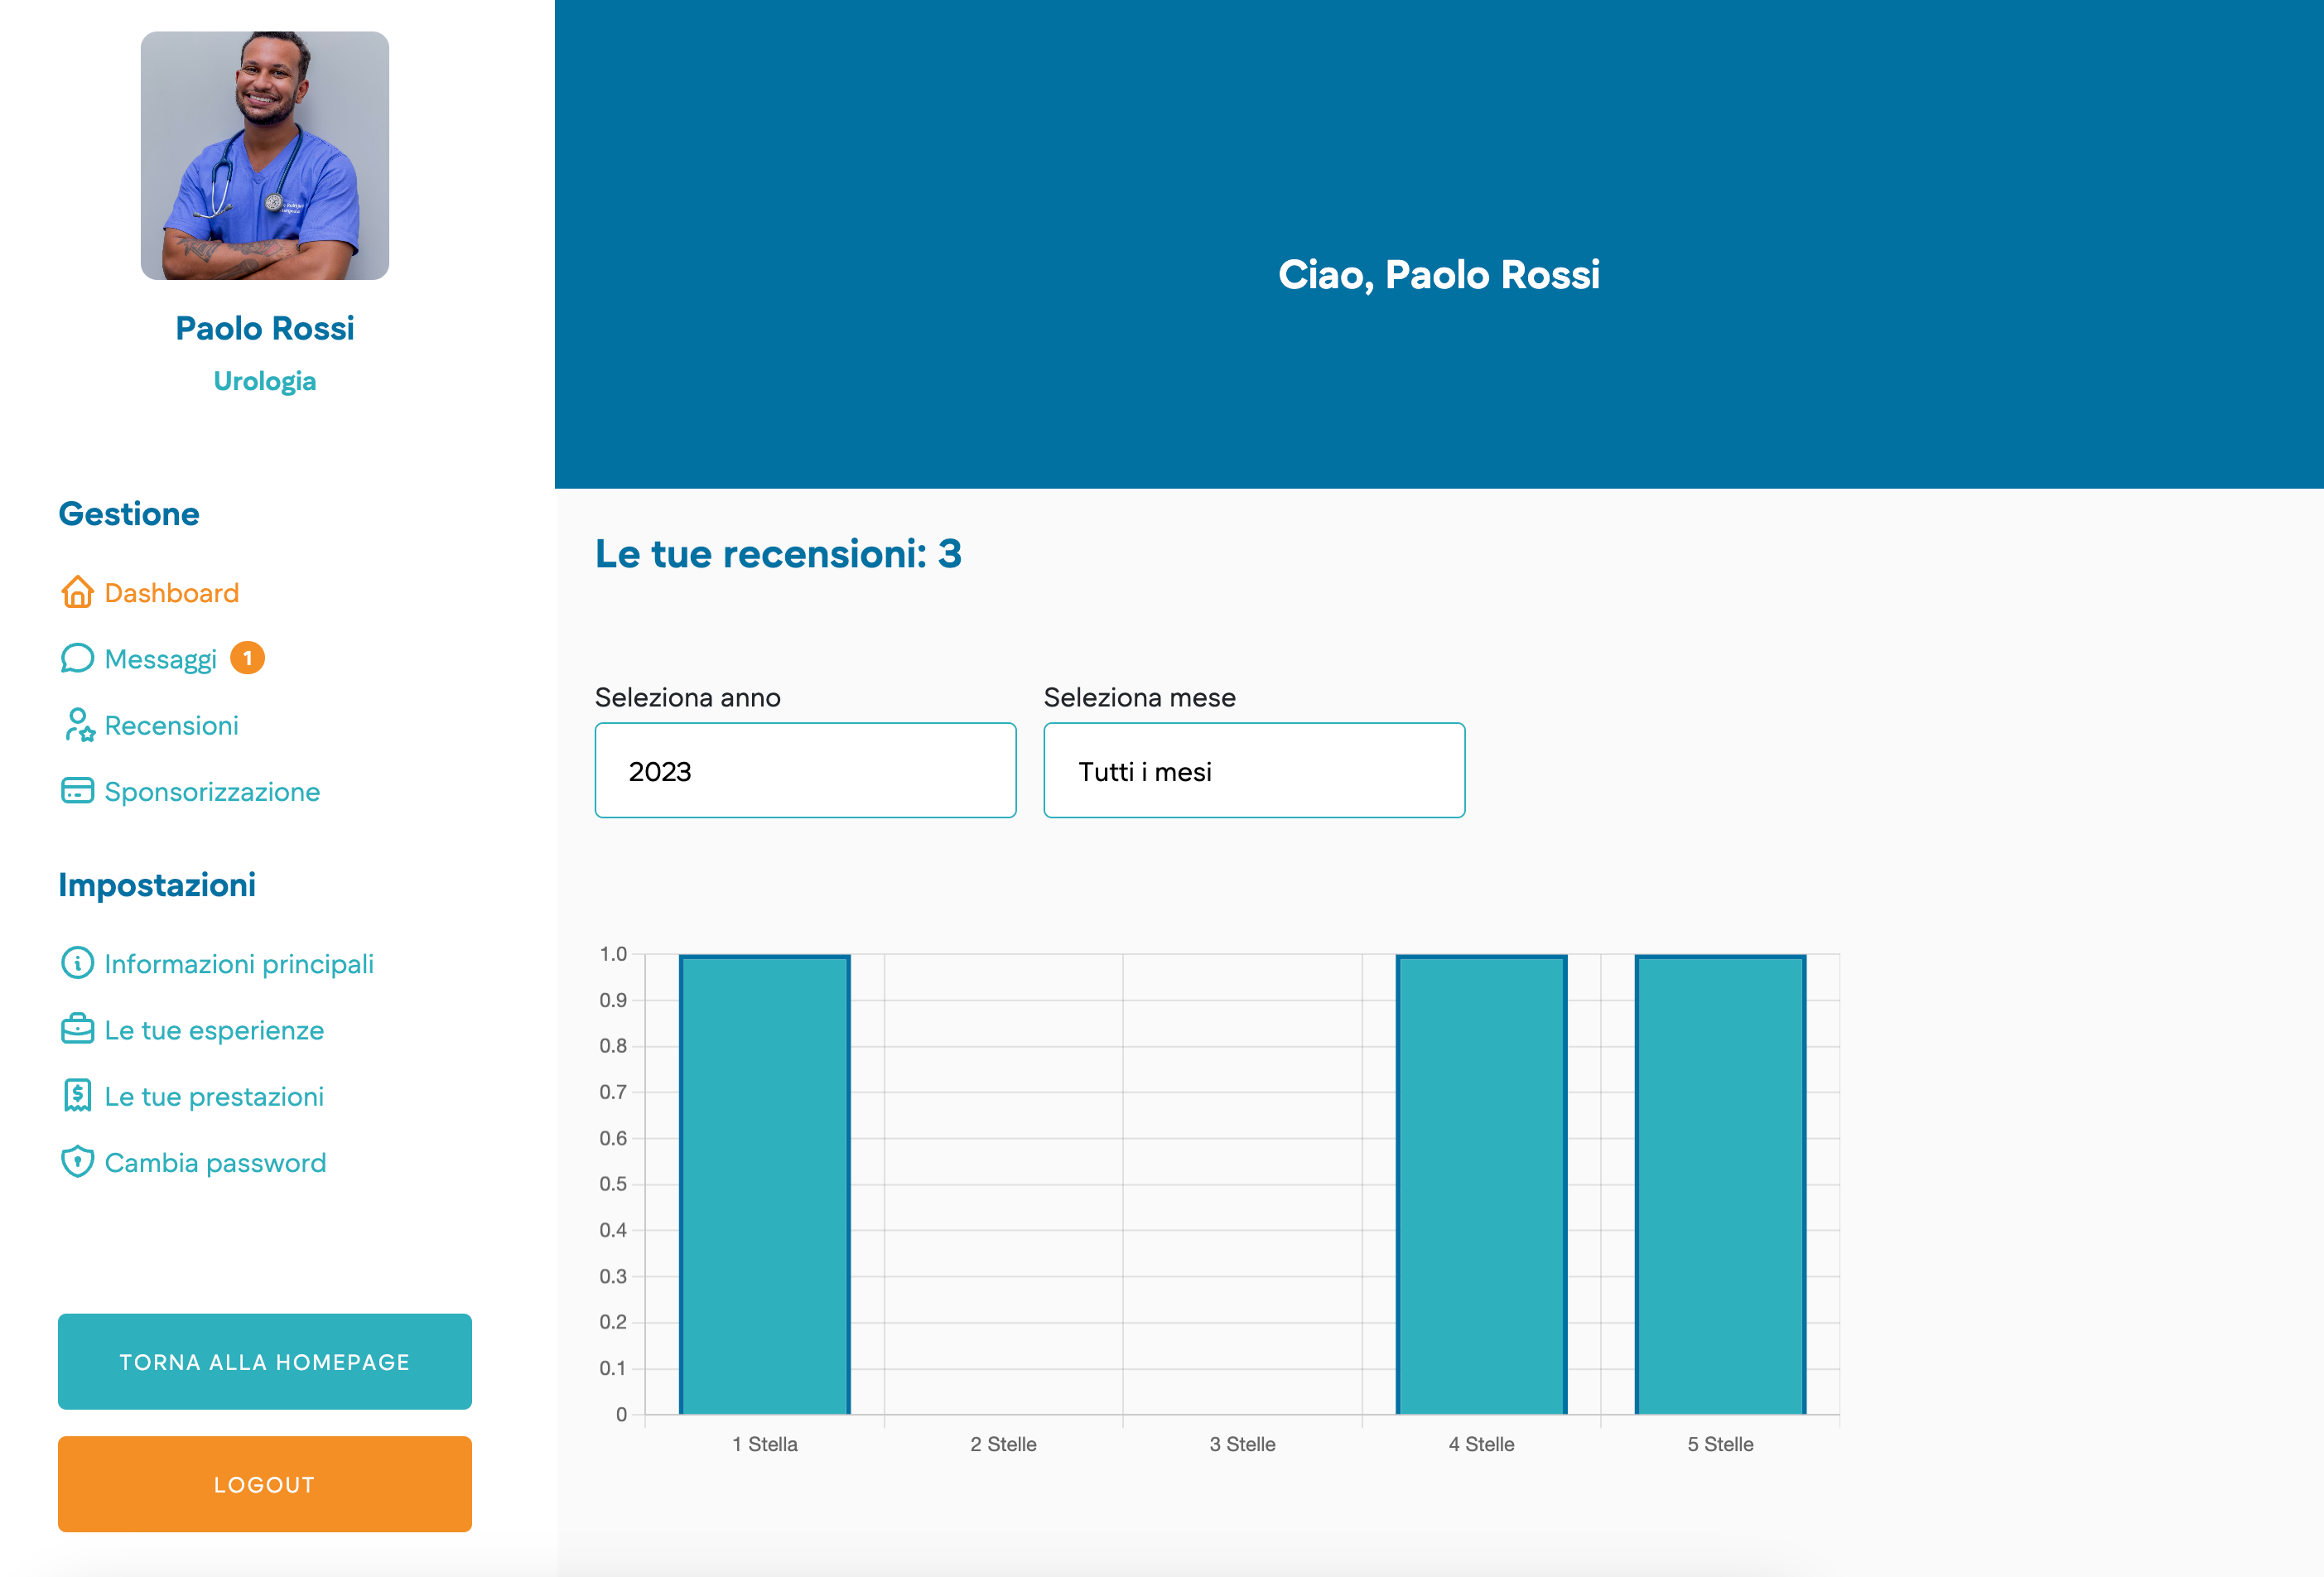 Paolo Rossi
Urologia
Gestione
Dashboard
Messaggi 1
Recensioni
Sponsorizzazione
Impostazioni
Informazioni principali
Le tue esperienze
Le tue prestazioni
Cambia password
TORNA ALLA HOMEPAGE
LOGOUT
Ciao, Paolo Rossi
Le tue recensioni: 3
Seleziona anno
2023
Seleziona mese
Tutti i mesi
1.0
0.9
0.8
0.7
0.6
0.5
0.4
0.3
0.2
0.1
0
1 Stella 2 Stelle 3 Stelle 4 Stelle 5 Stelle